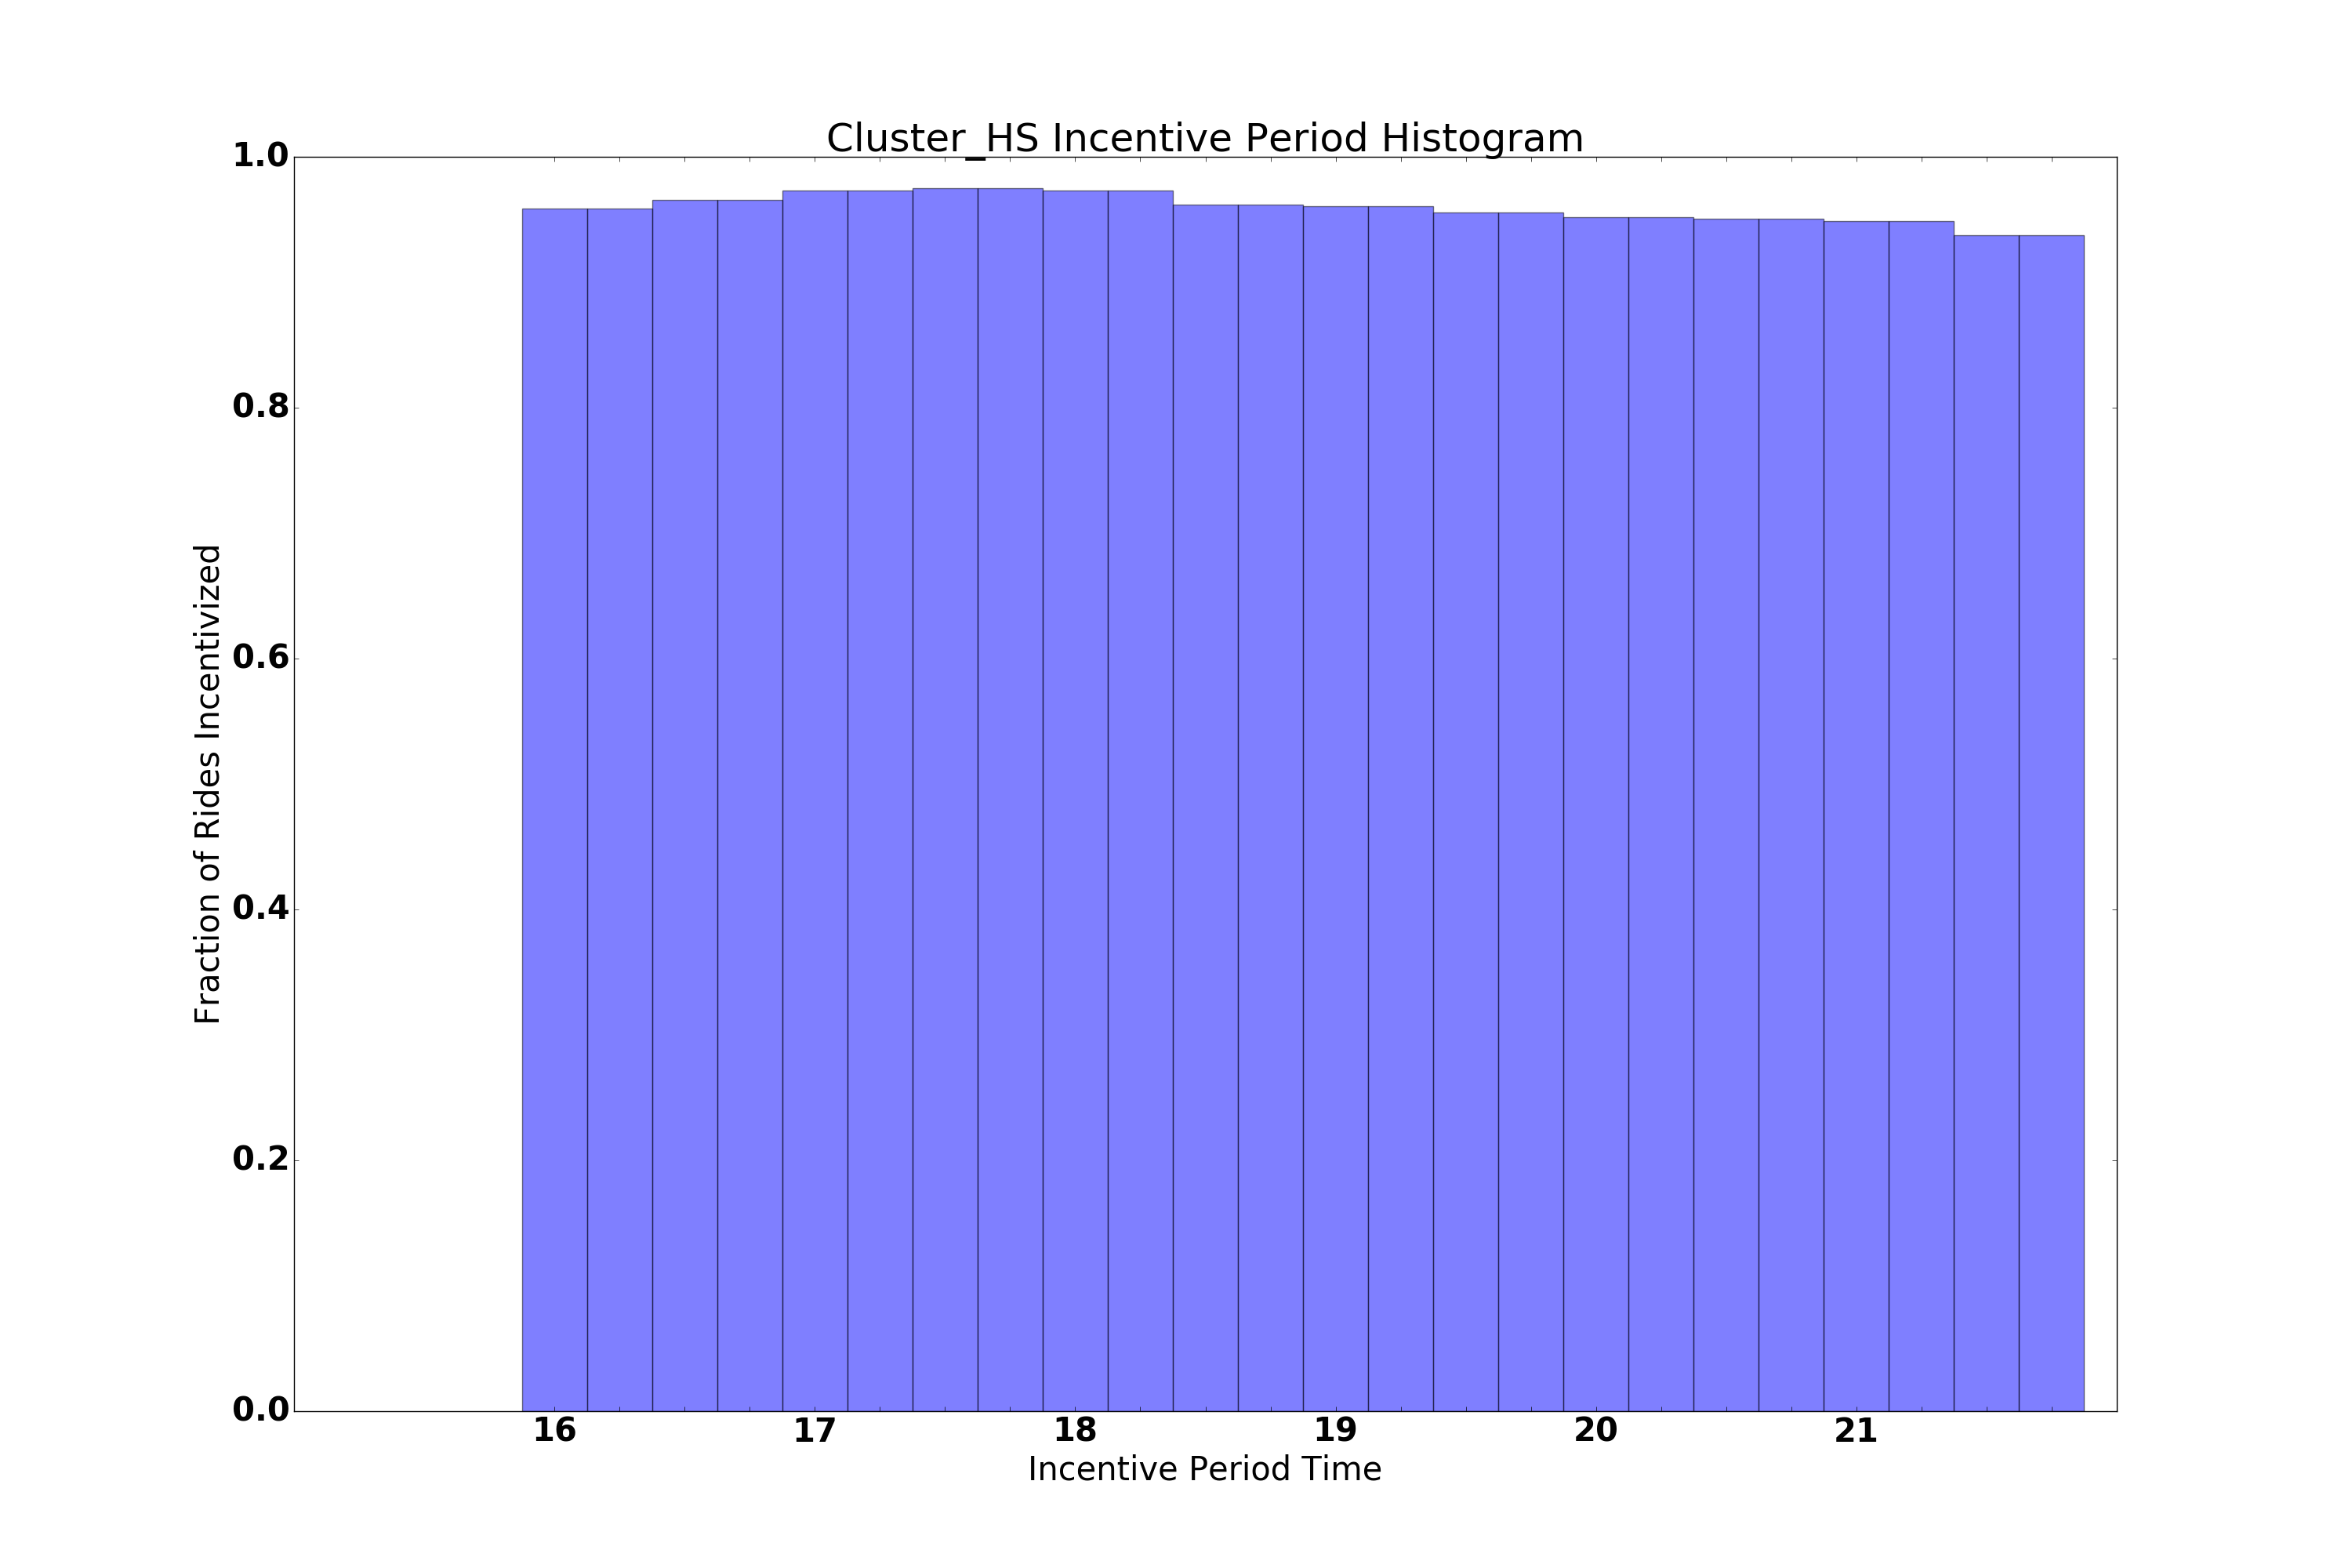 Cluster_HS Incentive Period Histogram
1.0
0.8
0.6
0.4
0.2
0.0
Fraction of Rides Incentivized
16 17 18 19 20 21
Incentive Period Time